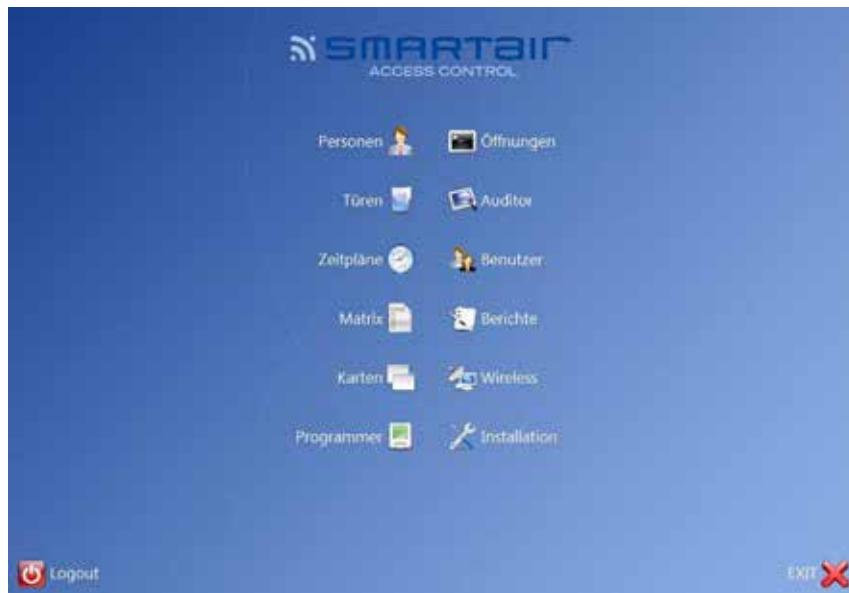 SMARTair
ACCESS CONTROL
Personen
Öffnungen
Türen
Auditor
Zeitpläne
Benutzer
Matrix
Berichte
Karten
Wireless
Programmer
Installation
Logout
EXIT